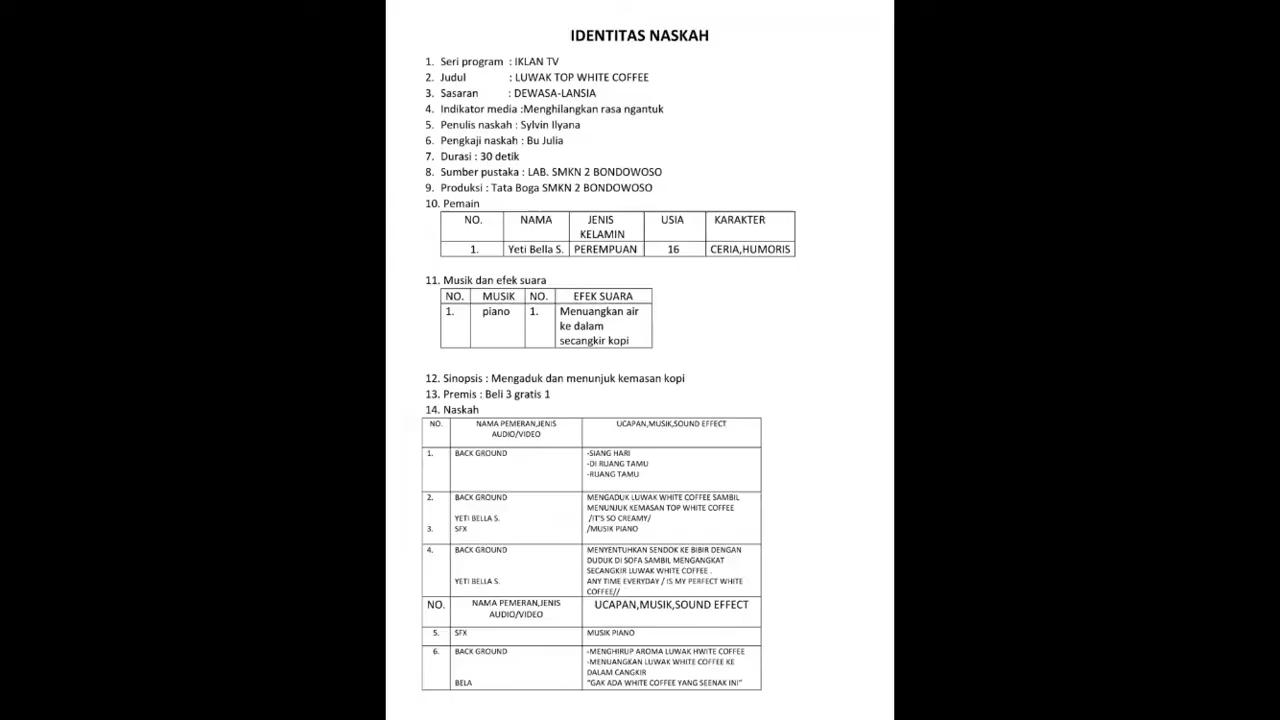 IDENTITAS NASKAH
1. Seri program : IKLAN TV
2. Judul : LUWAK TOP WHITE COFFEE
3. Sasaran : DEWASA-LANSIA
4. Indikator media :Menghilangkan rasa ngantuk
5. Penulis naskah : Sylvin Ilyana
6. Pengkaji naskah : Bu Julia
7. Durasi : 30 detik
8. Sumber pustaka : LAB. SMKN 2 BONDOWOSO
9. Produksi : Tata Boga SMKN 2 BONDOWOSO
10. Pemain
NO. NAMA JENIS USIA KARAKTER
KELAMIN
1. Yeti Bella S. PEREMPUAN 16 CERIA,HUMORIS
11. Musik dan efek suara
NO. MUSIK NO. EFEK SUARA
1. piano 1. Menuangkan air
ke dalam
secangkir kopi
12. Sinopsis : Mengaduk dan menunjuk kemasan kopi
13. Premis : Beli 3 gratis 1
14. Naskah
NO. NAMA PEMERAN,JENIS UCAPAN,MUSIK,SOUND EFFECT
AUDIO/VIDEO
1. BACK GROUND -SIANG HARI
-DI RUANG TAMU
-RUANG TAMU
2. BACK GROUND MENGADUK LUWAK WHITE COFFEE SAMBIL
MENUNJUK KEMASAN TOP WHITE COFFEE
YETI BELLA S. /IT'S SO CREAMY/
3. SFX /MUSIK PIANO
4. BACK GROUND MENYENTUHKAN SENDOK KE BIBIR DENGAN
DUDUK DI SOFA SAMBIL MENGANGKAT
SECANGKIR LUWAK WHITE COFFEE .
YETI BELLA S. ANY TIME EVERYDAY / IS MY PERFECT WHITE
COFFEE//
NO. NAMA PEMERAN,JENIS UCAPAN,MUSIK,SOUND EFFECT
AUDIO/VIDEO
5. SFX MUSIK PIANO
6. BACK GROUND -MENGHIRUP AROMA LUWAK HWITE COFFEE
-MENUANGKAN LUWAK WHITE COFFEE KE
DALAM CANGKIR
BELA "GAK ADA WHITE COFFEE YANG SEENAK INI"